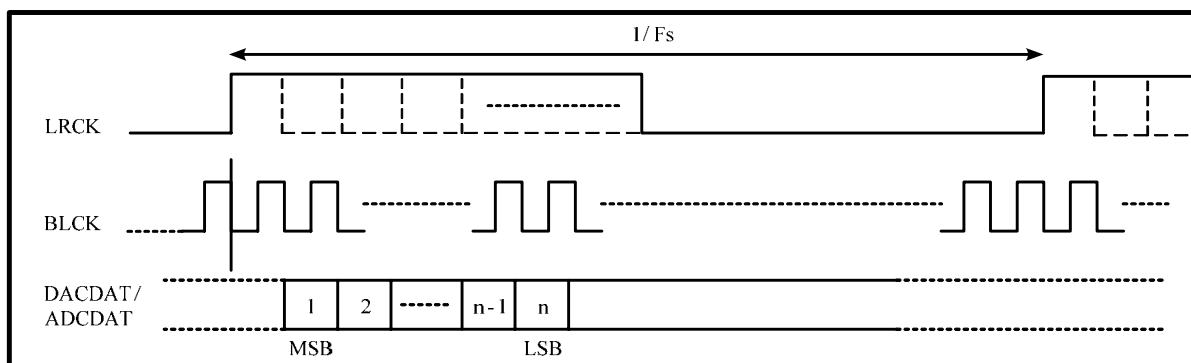 1/Fs
LRCK
BLCK
DACDAT/
ADCDAT
1 2 n-1 n
MSB LSB